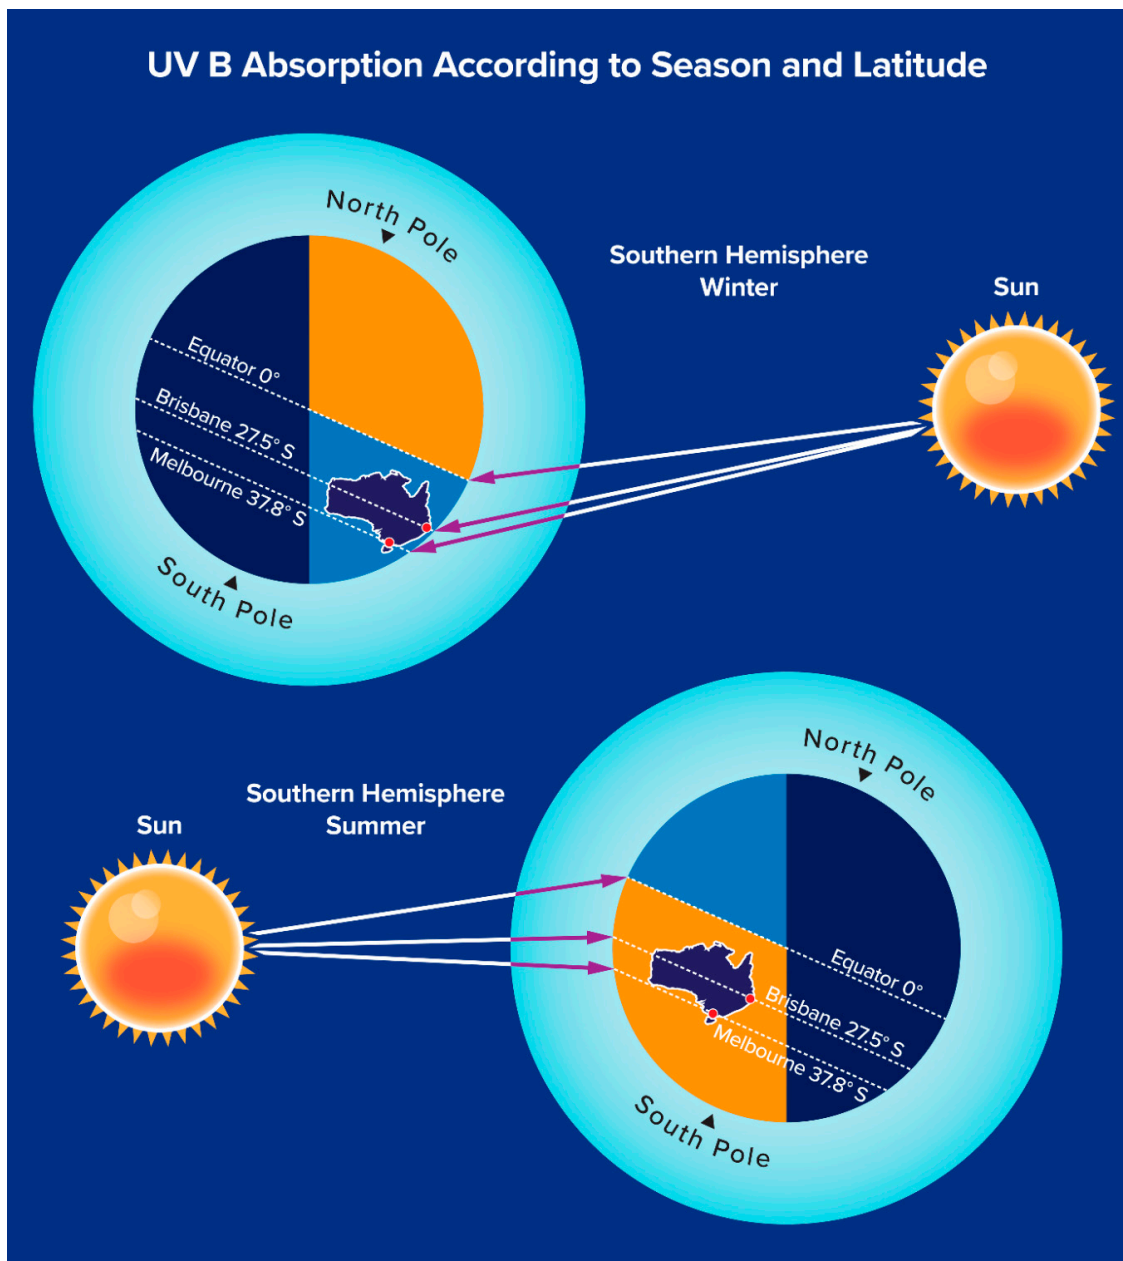 UV B Absorption According to Season and Latitude
North Pole
Southern Hemisphere
Winter
Sun
Equator 0°
Brisbane 27.5° S
Melbourne 37.8° S
South Pole
North Pole
Southern Hemisphere
Summer
Sun
Equator 0°
Brisbane 27.5° S
Melbourne 37.8° S
South Pole